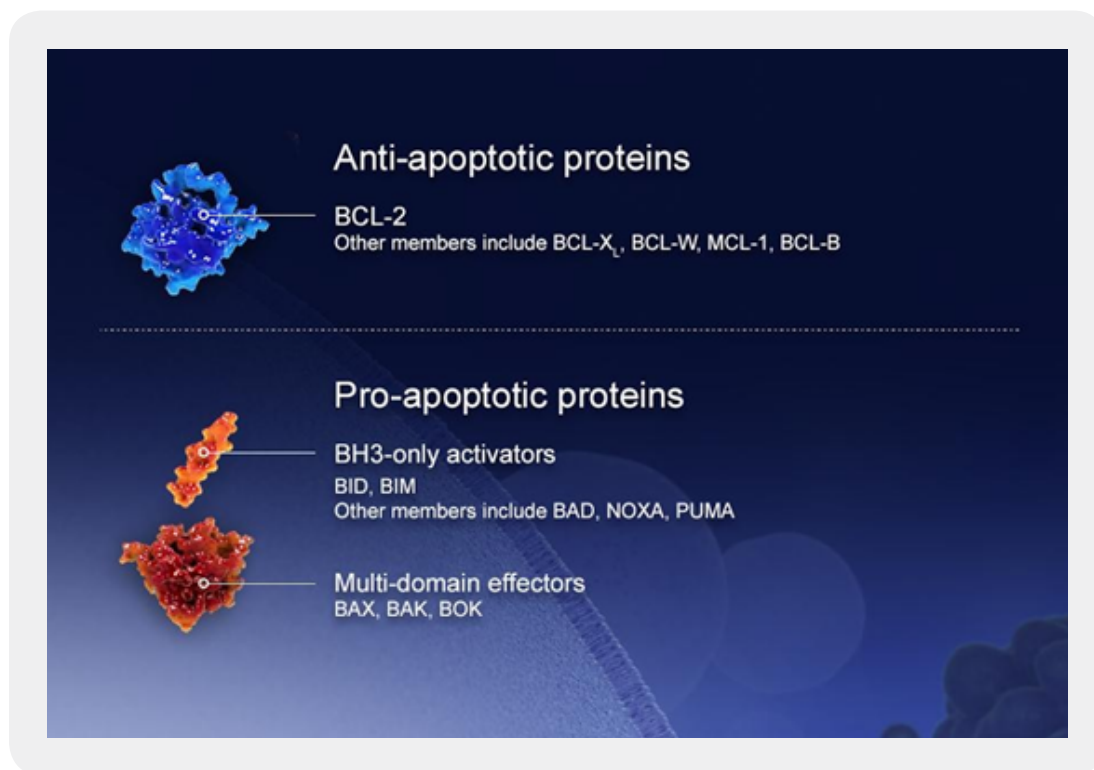 Anti-apoptotic proteins
BCL-2
Other members include BCL-X_L, BCL-W, MCL-1, BCL-B
Pro-apoptotic proteins
BH3-only activators
BID, BIM
Other members include BAD, NOXA, PUMA
Multi-domain effectors
BAX, BAK, BOK